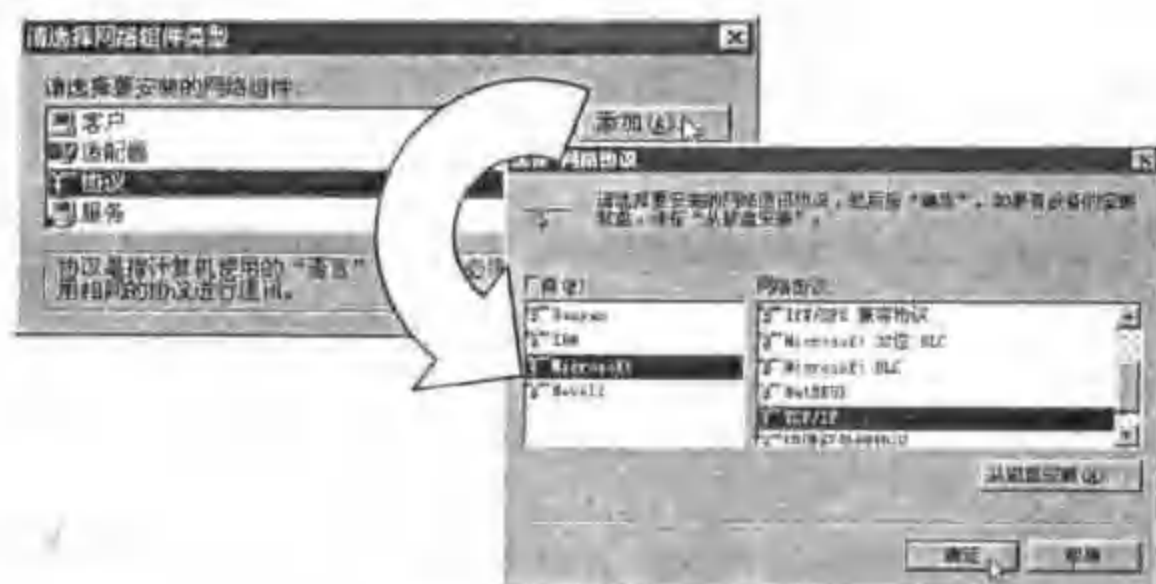 请选择网络组件类型
请选择要安装的网络组件:
客户
适配器
协议
服务
添加(A)...
协议是指计算机使用的“语言”
用相同的协议进行通讯。
选择 网络协议
请选择要安装的网络通讯协议，然后按“确定”。如果有设备的安装
软盘，请按“从磁盘安装”。
厂商(M):
网络协议:
IBM
Microsoft
Novell
IPX/SPX 兼容协议
Microsoft 32位 DLC
Microsoft DLC
NetBEUI
TCP/IP
从磁盘安装(H)...
确定
取消